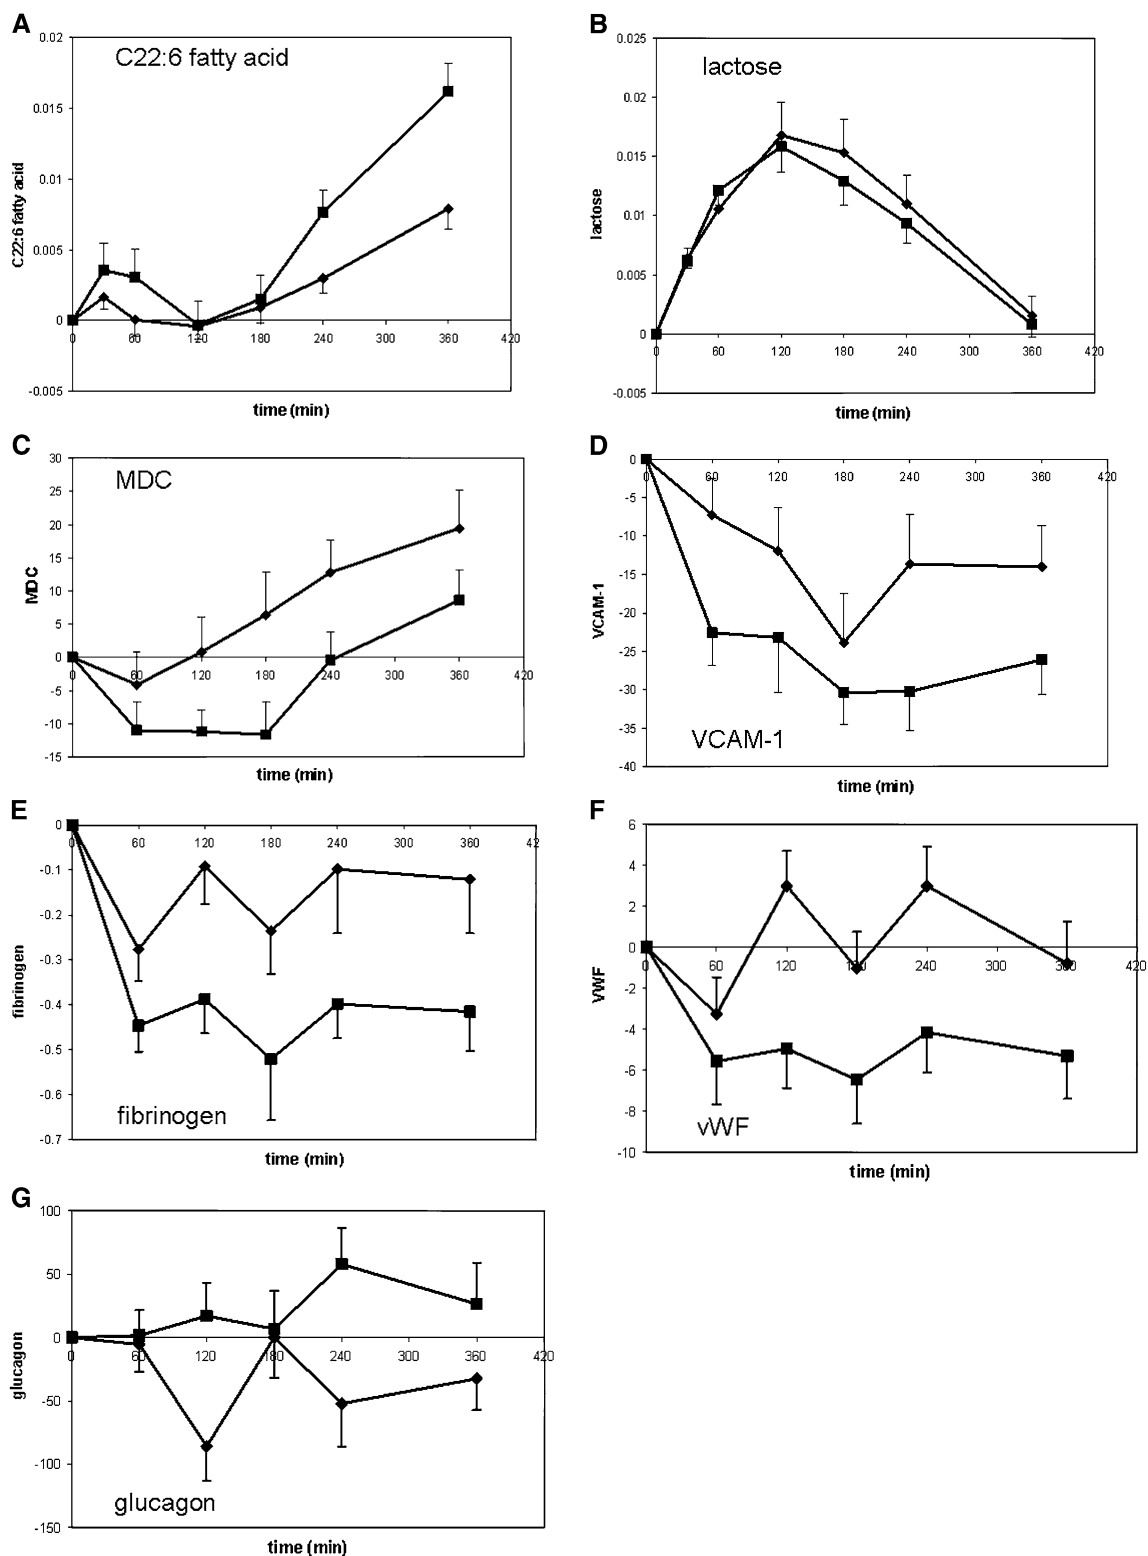 A
C22:6 fatty acid
0.02
0.015
0.01
0.005
0
-0.005
C22:6 fatty acid
0 60 120 180 240 300 360 420
time (min)
B
lactose
0.025
0.02
0.015
0.01
0.005
0
-0.005
lactose
0 60 120 180 240 300 360 420
time (min)
C
MDC
30
25
20
15
10
5
0
-5
-10
-15
MDC
0 60 120 180 240 300 360 420
time (min)
D
0
-5
-10
-15
-20
-25
-30
-35
-40
VCAM-1
0 60 120 180 240 300 360 420
VCAM-1
time (min)
E
0
-0.1
-0.2
-0.3
-0.4
-0.5
-0.6
-0.7
fibrinogen
0 60 120 180 240 300 360 42
fibrinogen
time (min)
F
6
4
2
0
-2
-4
-6
-8
-10
VWF
0 60 120 180 240 300 360 420
vWF
time (min)
G
100
50
0
-50
-100
-150
glucagon
0 60 120 180 240 300 360 420
glucagon
time (min)